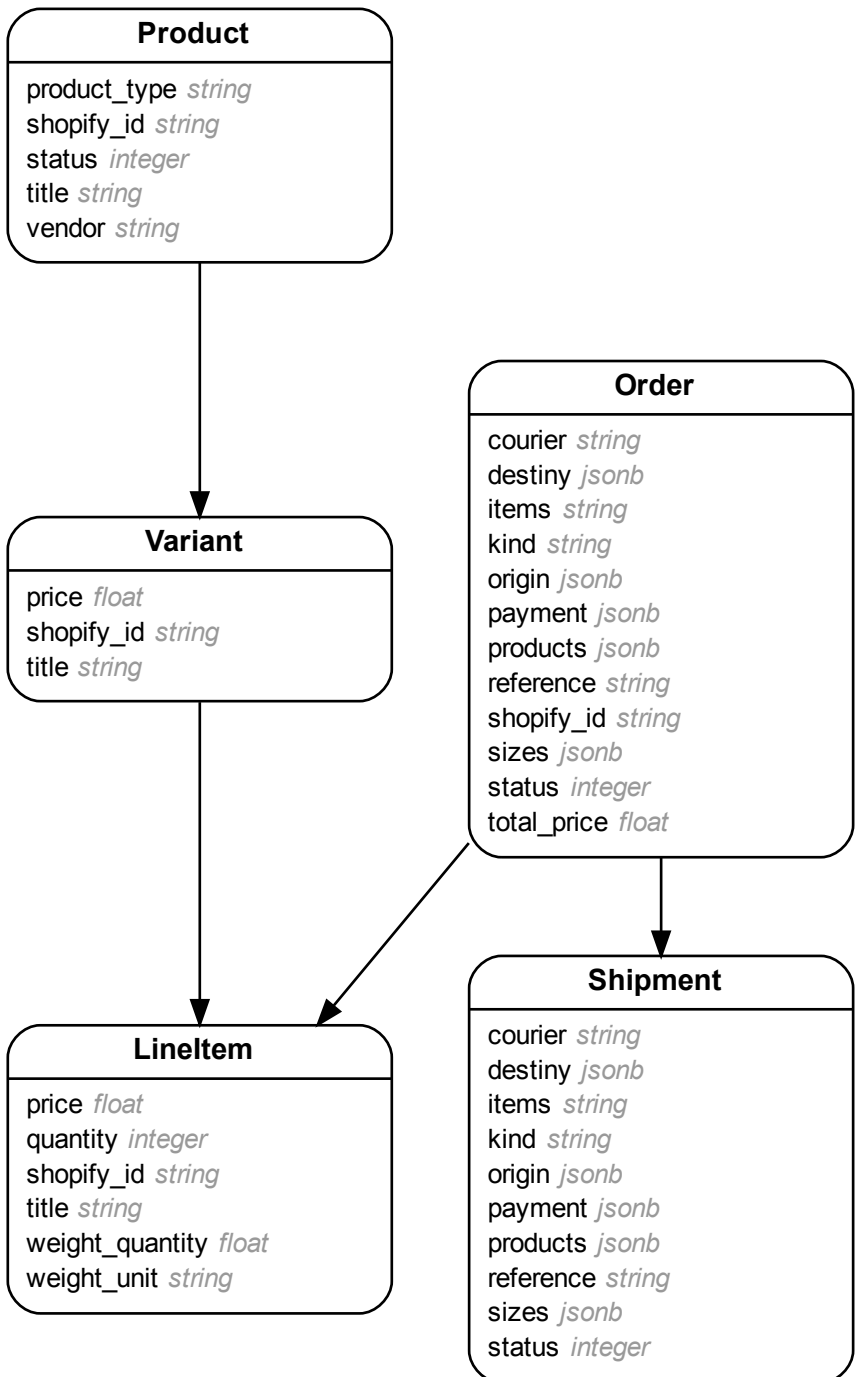 Product
product_type string
shopify_id string
status integer
title string
vendor string
Order
courier string
destiny jsonb
items string
kind string
origin jsonb
payment jsonb
products jsonb
reference string
shopify_id string
sizes jsonb
status integer
total_price float
Variant
price float
shopify_id string
title string
Shipment
courier string
destiny jsonb
items string
kind string
origin jsonb
payment jsonb
products jsonb
reference string
sizes jsonb
status integer
LineItem
price float
quantity integer
shopify_id string
title string
weight_quantity float
weight_unit string